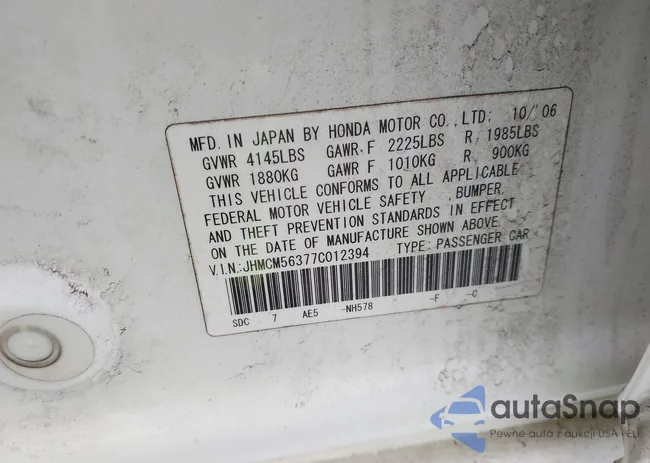 MFD. IN JAPAN BY HONDA MOTOR CO., LTD: 10/'06
GVWR 4145LBS GAWR F 2225LBS R 1985LBS
GVWR 1880KG GAWR F 1010KG R 900KG
THIS VEHICLE CONFORMS TO ALL APPLICABLE
FEDERAL MOTOR VEHICLE SAFETY ,BUMPER,
AND THEFT PREVENTION STANDARDS IN EFFECT
ON THE DATE OF MANUFACTURE SHOWN ABOVE.
V.I.N.:JHMCM56377C012394 TYPE: PASSENGER CAR
SDC 7 AE5 -NH578 -F -C
autaSnap
Pewne auta z aukcji USA i EU